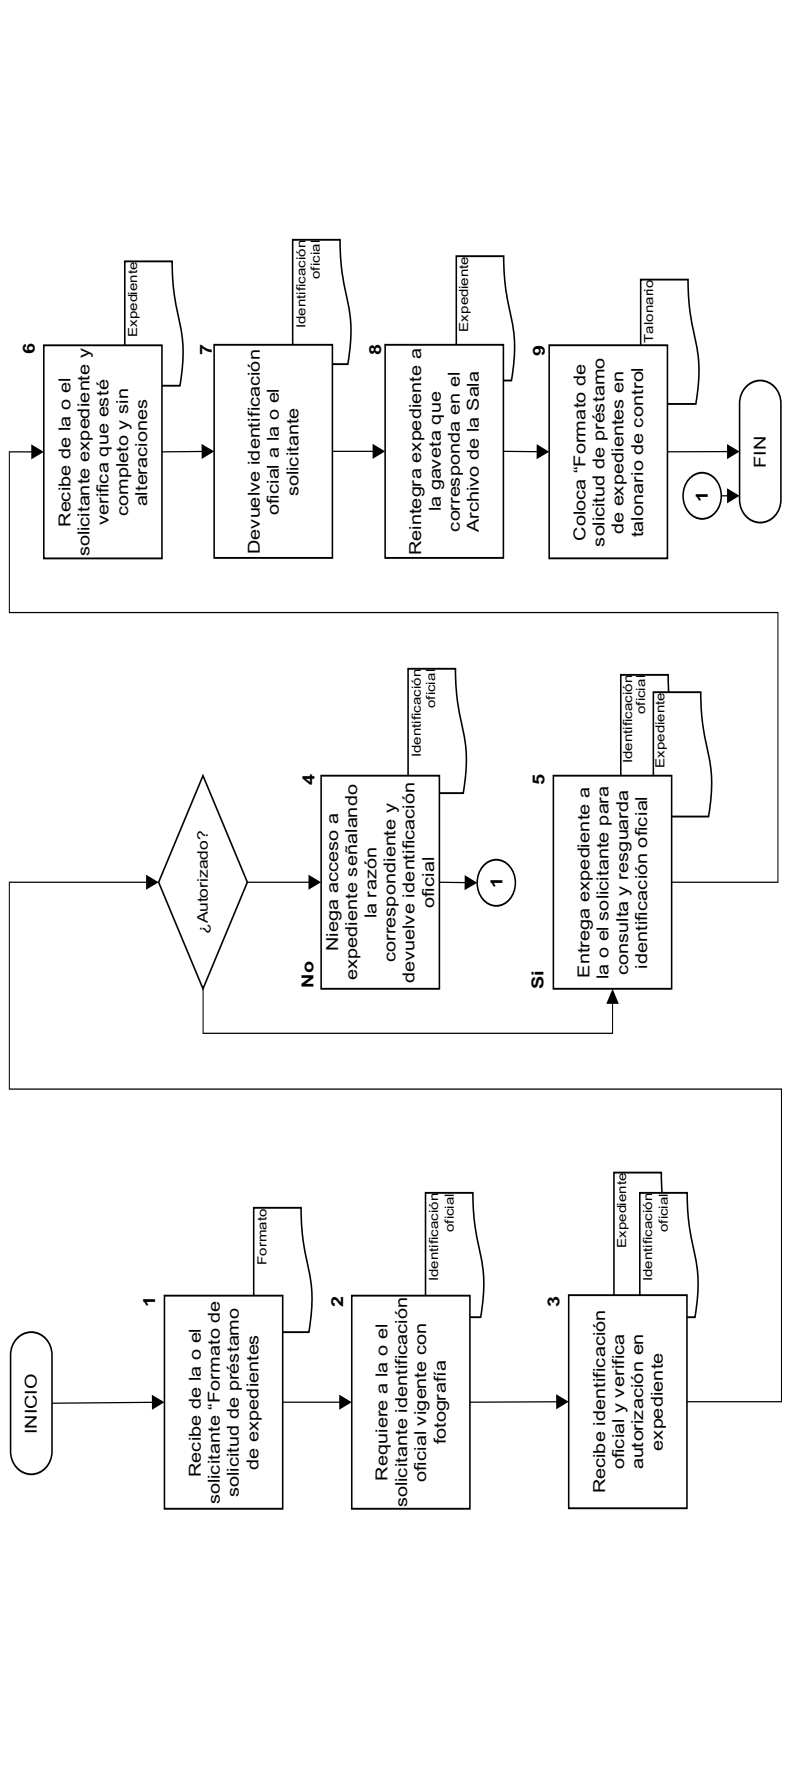 INICIO
1
Recibe de la o el
solicitante “Formato de
solicitud de préstamo
de expedientes
Formato
2
Requiere a la o el
solicitante identificación
oficial vigente con
fotografía
Identificación
oficial
3
Recibe identificación
oficial y verifica
autorización en
expediente
Expediente
Identificación
oficial
¿Autorizado?
No
4
Niega acceso a
expediente señalando
la razón
correspondiente y
devuelve identificación
oficial
Identificación
oficial
1
Si
5
Entrega expediente a
la o el solicitante para
consulta y resguarda
identificación oficial
Identificación
oficial
Expediente
6
Recibe de la o el
solicitante expediente y
verifica que esté
completo y sin
alteraciones
Expediente
7
Devuelve identificación
oficial a la o el
solicitante
Identificación
oficial
8
Reintegra expediente a
la gaveta que
corresponda en el
Archivo de la Sala
Expediente
9
Coloca “Formato de
solicitud de préstamo
de expedientes en
talonario de control
Talonario
1
FIN